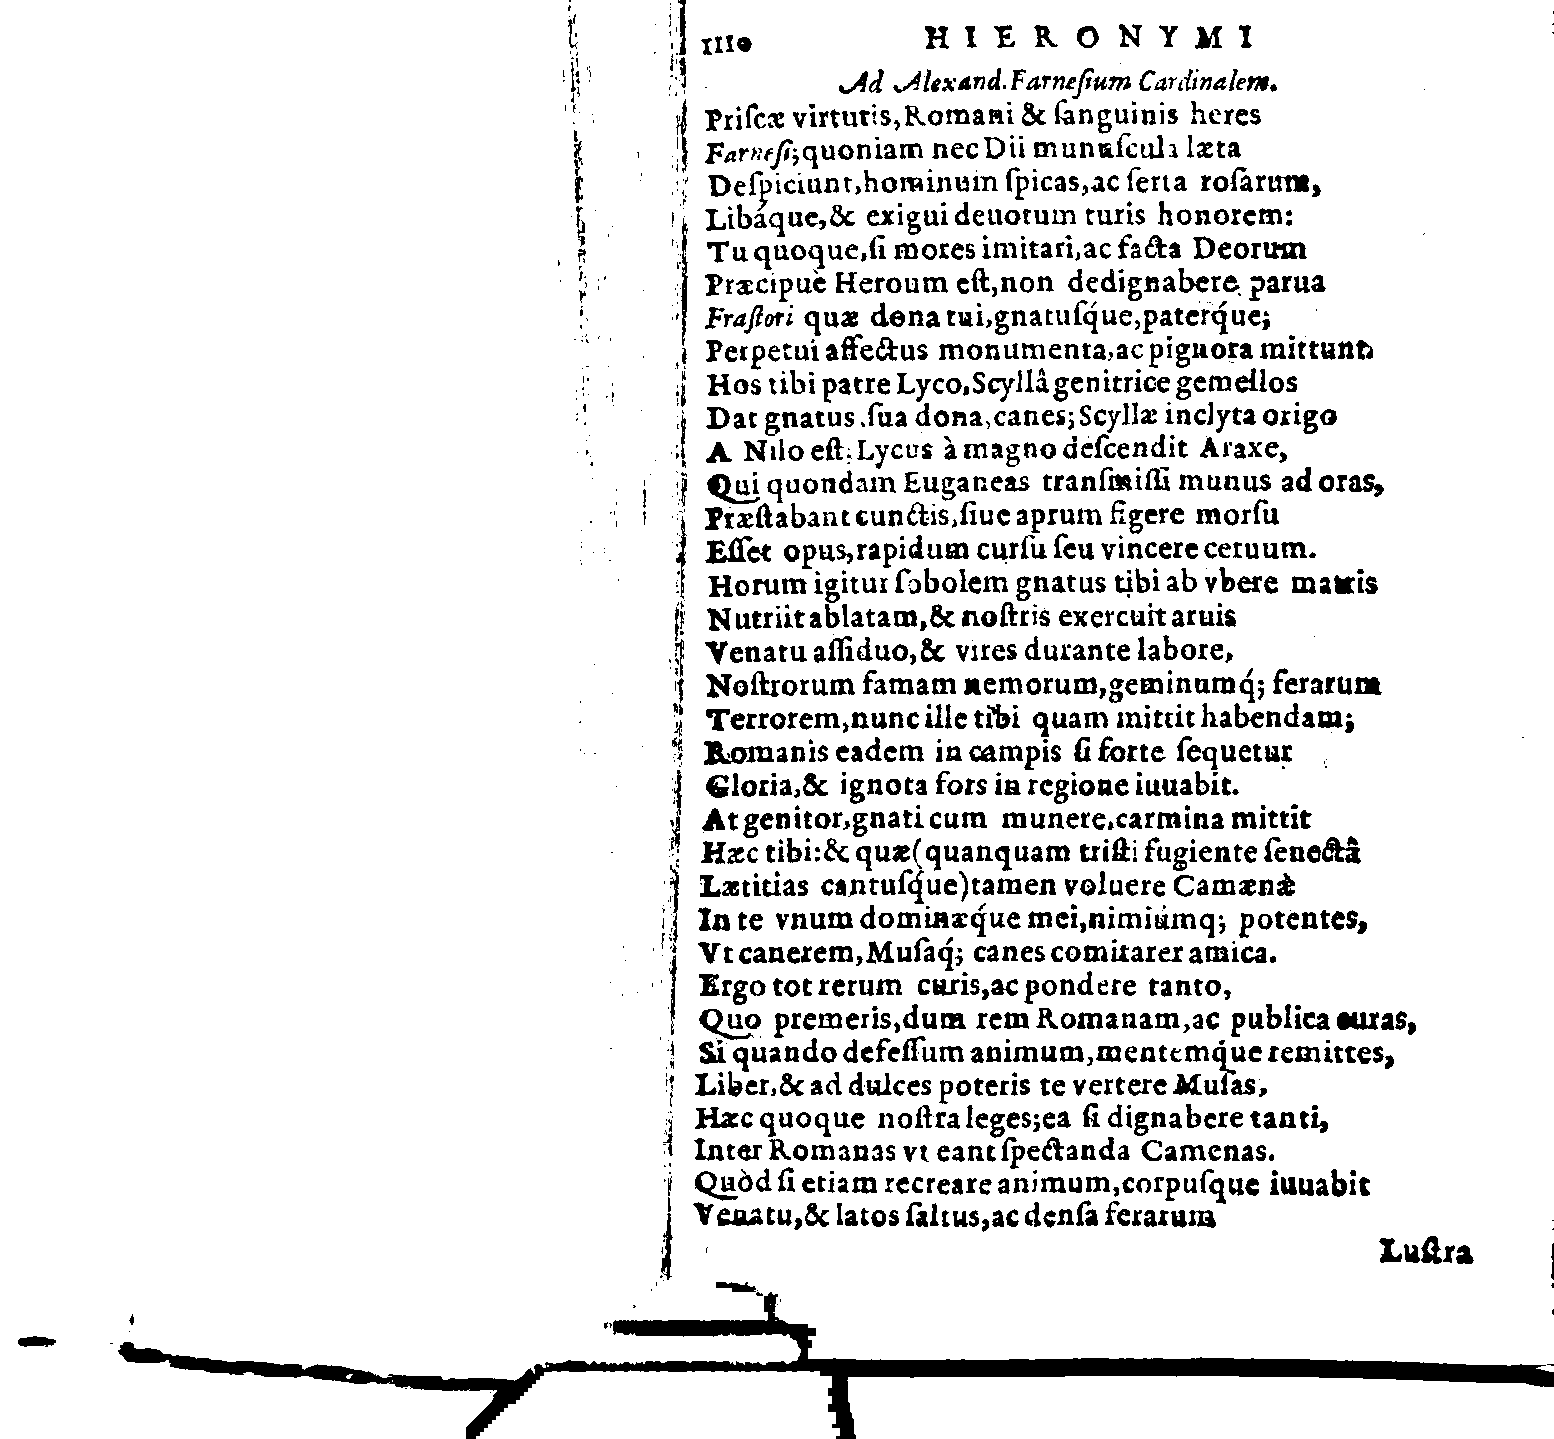 1110 HIERONYMI
Ad Alexand. Farnesium Cardinalem.
Priſcæ virtutis, Romani & ſanguinis heres
Farneſi; quoniam nec Dii munuſcula læta
Deſpiciunt, hominum ſpicas, ac ſerta roſarum,
Libáque, & exigui deuotum turis honorem:
Tu quoque, ſi mores imitari, ac facta Deorum
Præcipuè Heroum eſt, non dedignabere parua
Fraſtori quæ dona tui, gnatuſq́ue, paterq́ue;
Perpetui affectus monumenta, ac pignora mittunt.
Hos tibi patre Lyco, Scyllâ genitrice gemellos
Dat gnatus, ſua dona, canes; Scyllæ inclyta origo
A Nilo eſt: Lycus à magno deſcendit Araxe,
Qui quondam Euganeas tranſmiſſi munus ad oras,
Præſtabant cunctis, ſiue aprum figere morſu
Eſſet opus, rapidum curſu ſeu vincere ceruum.
Horum igitur ſobolem gnatus tibi ab vbere matris
Nutriit ablatam, & noſtris exercuit aruis
Venatu aſſiduo, & vires durante labore,
Noſtrorum famam nemorum, geminumq́; ferarum
Terrorem, nunc ille tibi quam mittit habendam;
Romanis eadem in campis ſi forte ſequetur
Gloria, & ignota fors in regione iuuabit.
At genitor, gnati cum munere, carmina mittit
Hæc tibi: & quæ (quanquam triſti fugiente ſenectâ
Lætitias cantuſq́ue) tamen voluere Camænæ
In te vnum dominæq́ue mei, nimiùmq; potentes,
Vt canerem, Muſaq́; canes comitarer amica.
Ergo tot rerum curis, ac pondere tanto,
Quo premeris, dum rem Romanam, ac publica curas,
Si quando defeſſum animum, mentemq́ue remittes,
Liber, & ad dulces poteris te vertere Muſas,
Hæc quoque noſtra leges; ea ſi dignabere tanti,
Inter Romanas vt eant ſpectanda Camenas.
Quòd ſi etiam recreare animum, corpuſque iuuabit
Venatu, & latos ſaltus, ac denſa ferarum
Luſtra